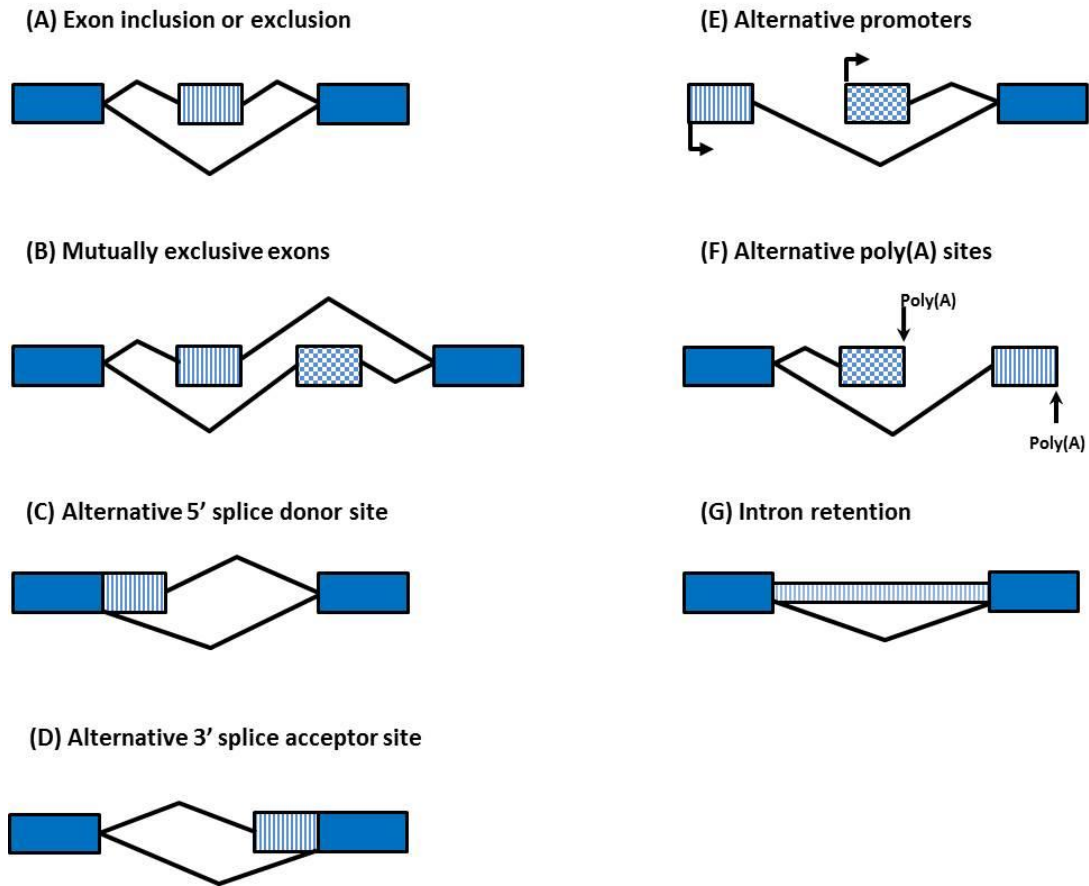 (A) Exon inclusion or exclusion
(B) Mutually exclusive exons
(C) Alternative 5’ splice donor site
(D) Alternative 3’ splice acceptor site
(E) Alternative promoters
(F) Alternative poly(A) sites
Poly(A)
Poly(A)
(G) Intron retention